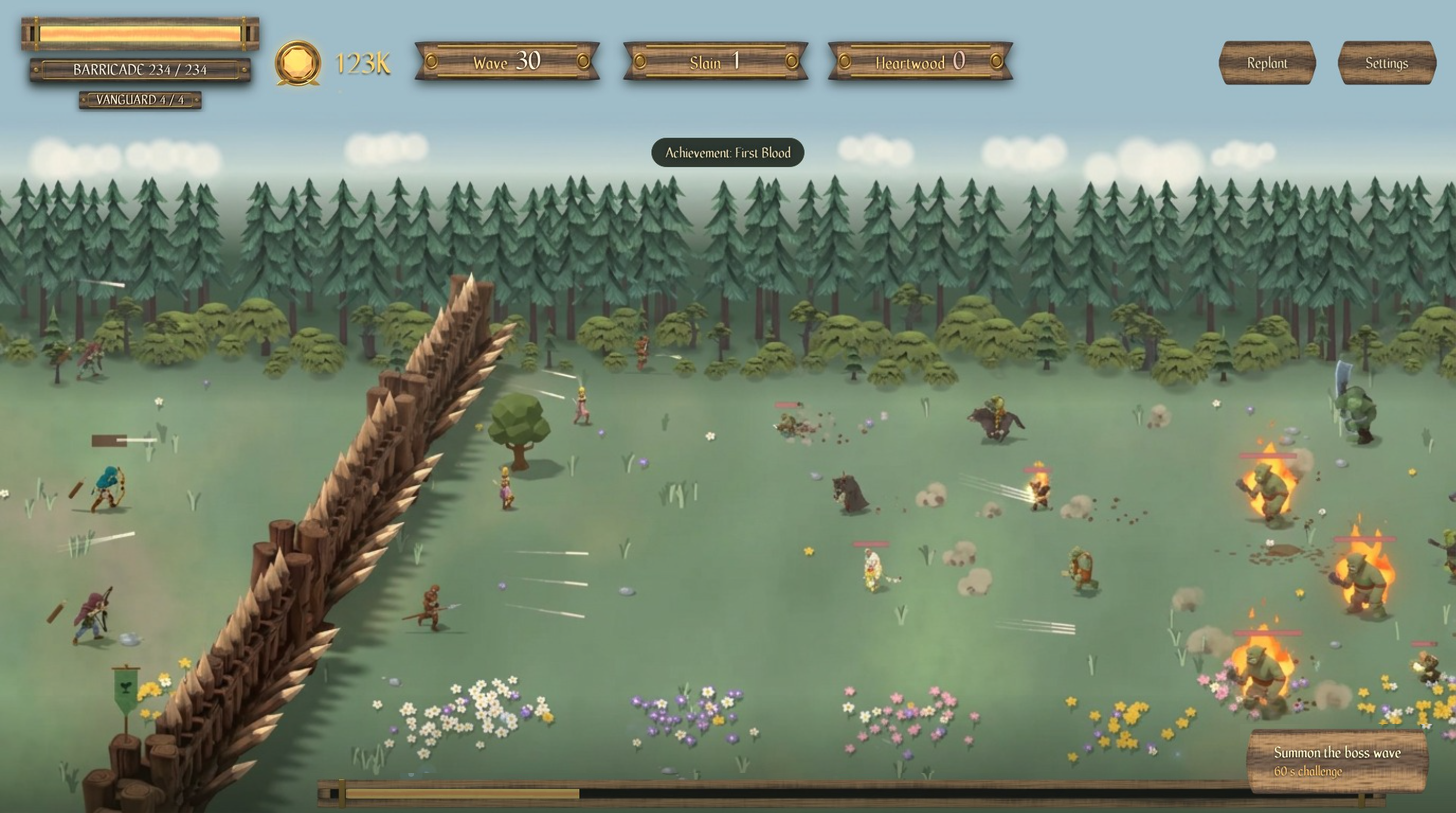 BARRICADE 234 / 234
VANGUARD 4 / 4
123K
Wave 30
Slain 1
Heartwood 0
Replant
Settings
Achievement: First Blood
Summon the boss wave
60 s challenge